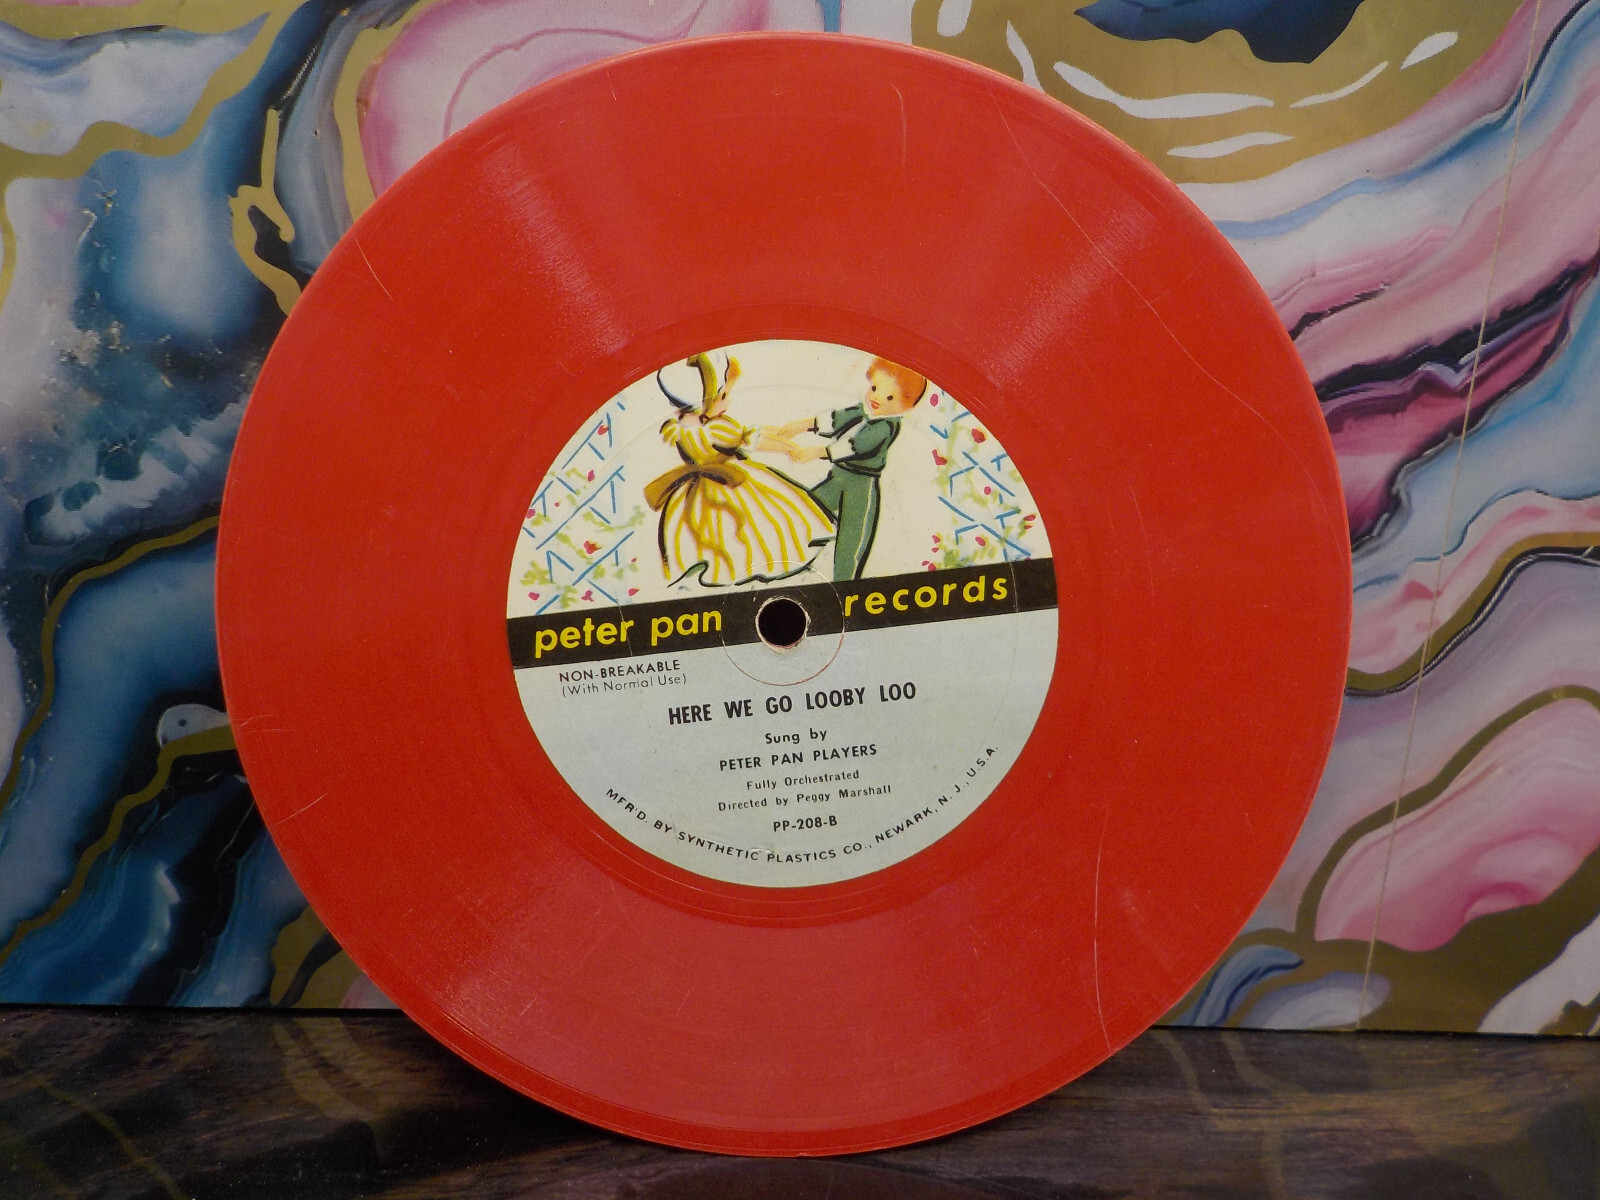 peter pan records
NON-BREAKABLE
(With Normal Use)
HERE WE GO LOOBY LOO
Sung by
PETER PAN PLAYERS
Fully Orchestrated
Directed by Peggy Marshall
PP-208-B
MFR'D. BY SYNTHETIC PLASTICS CO., NEWARK, N. J., U.S.A.